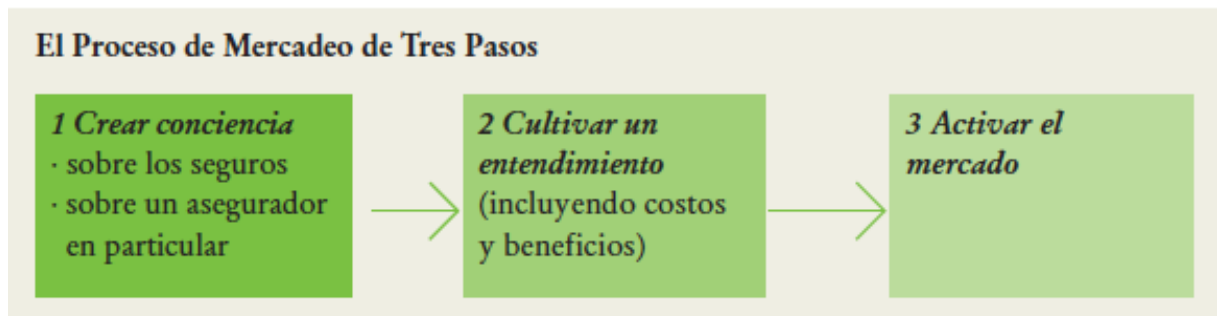 El Proceso de Mercadeo de Tres Pasos
1 Crear conciencia
· sobre los seguros
· sobre un asegurador
en particular
2 Cultivar un
entendimiento
(incluyendo costos
y beneficios)
3 Activar el
mercado